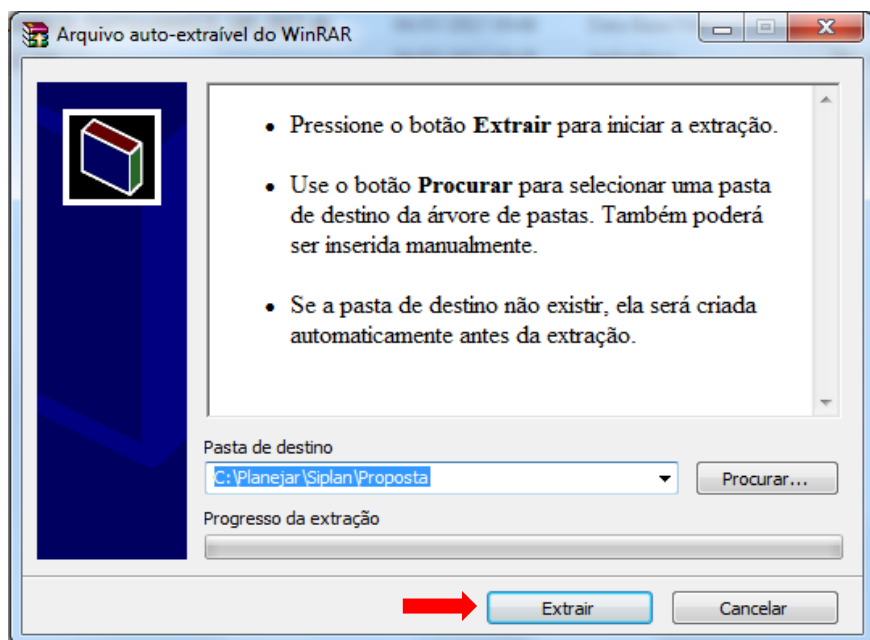 Arquivo auto-extraível do WinRAR
• Pressione o botão Extrair para iniciar a extração.
• Use o botão Procurar para selecionar uma pasta
de destino da árvore de pastas. Também poderá
ser inserida manualmente.
• Se a pasta de destino não existir, ela será criada
automaticamente antes da extração.
Pasta de destino
C:\Planejar\Siplan\Proposta
Procurar...
Progresso da extração
Extrair
Cancelar